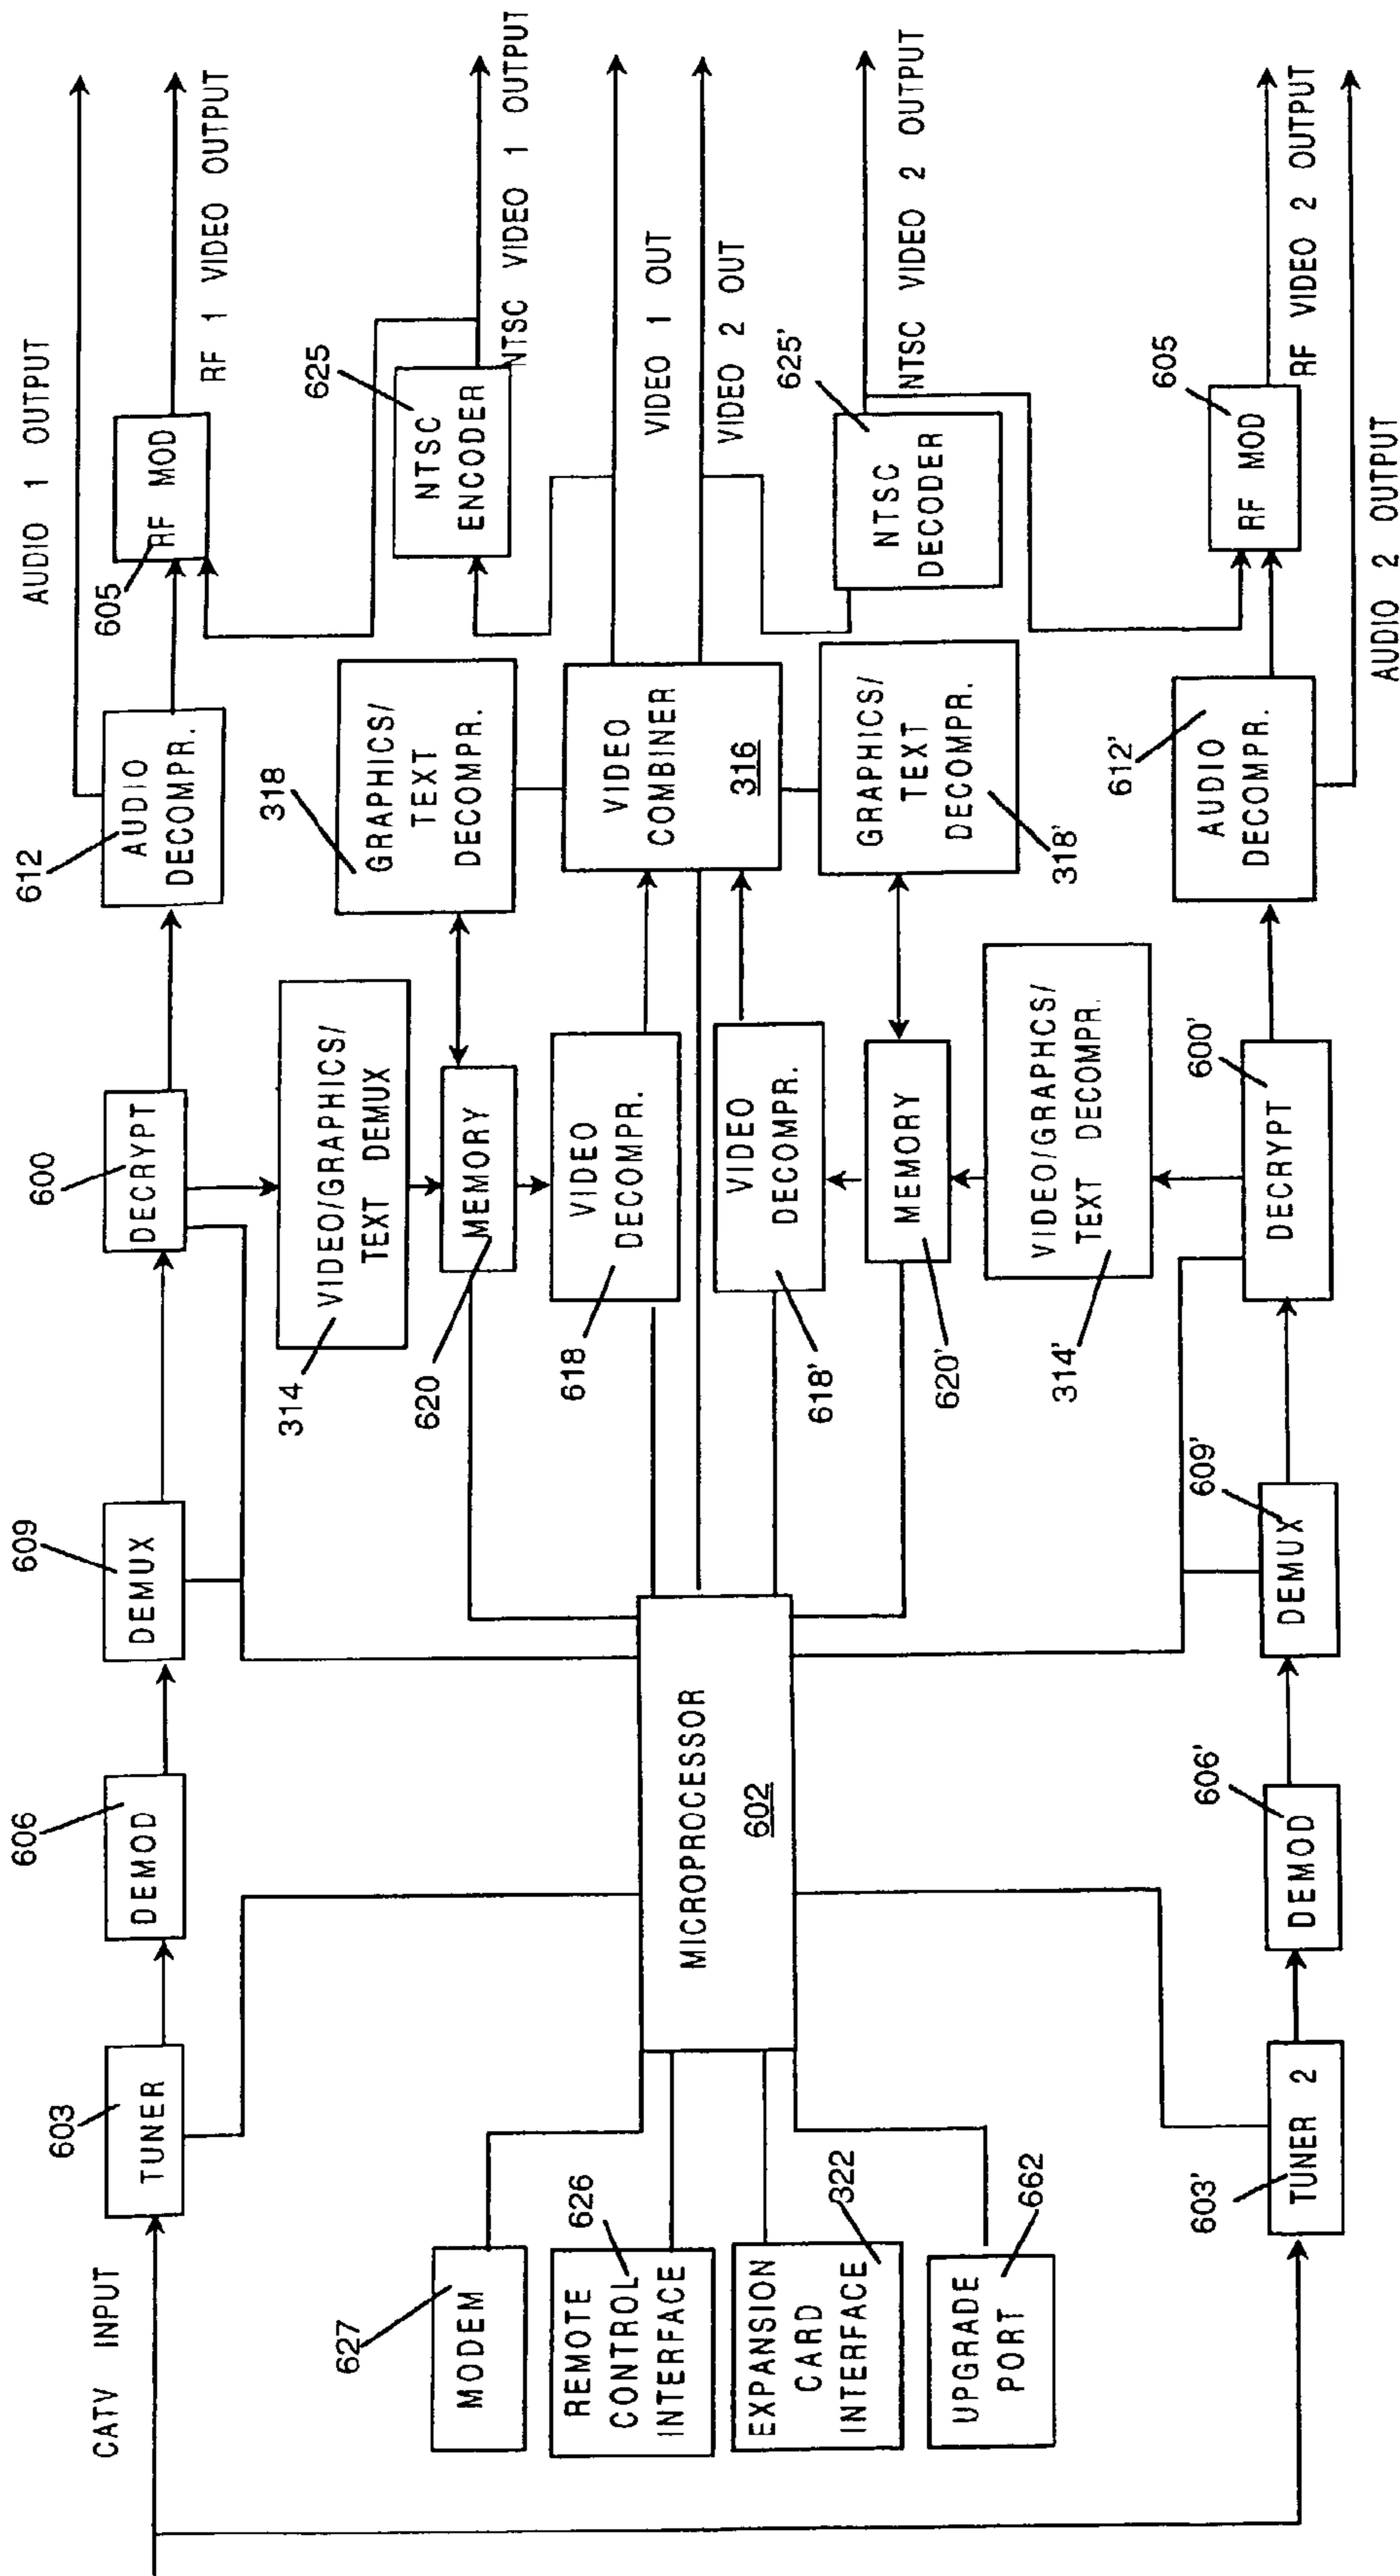 CATV INPUT
603
TUNER
606
DEMOD
609
DEMUX
600
DECRYPT
612
AUDIO
DECOMPR.
AUDIO 1 OUTPUT
605
RF MOD
RF 1 VIDEO OUTPUT
314
VIDEO/GRAPHICS/
TEXT DEMUX
318
GRAPHICS/
TEXT
DECOMPR.
625
NTSC
ENCODER
NTSC VIDEO 1 OUTPUT
620
MEMORY
618
VIDEO
DECOMPR.
VIDEO
COMBINER
316
VIDEO 1 OUT
VIDEO 2 OUT
627
MODEM
626
REMOTE
CONTROL
INTERFACE
322
EXPANSION
CARD
INTERFACE
662
UPGRADE
PORT
MICROPROCESSOR
602
618'
VIDEO
DECOMPR.
620'
MEMORY
314'
VIDEO/GRAPHCS/
TEXT DECOMPR.
GRAPHICS/
TEXT
DECOMPR.
318'
625'
NTSC
DECODER
NTSC VIDEO 2 OUTPUT
603'
TUNER 2
606'
DEMOD
609'
DEMUX
600'
DECRYPT
612'
AUDIO
DECOMPR.
605
RF MOD
RF VIDEO 2 OUTPUT
AUDIO 2 OUTPUT